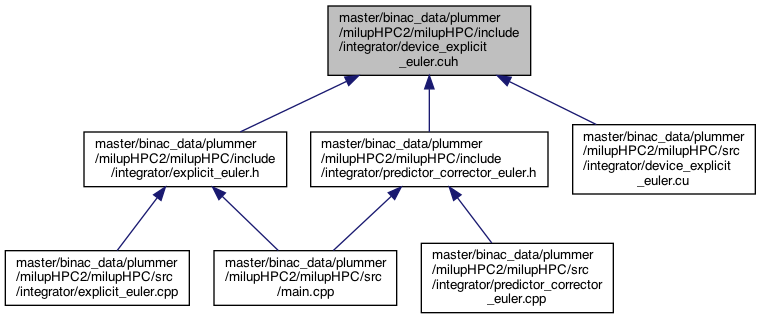 master/binac_data/plummer
/milupHPC2/milupHPC/include
/integrator/device_explicit
_euler.cuh
master/binac_data/plummer
/milupHPC2/milupHPC/include
/integrator/explicit_euler.h
master/binac_data/plummer
/milupHPC2/milupHPC/include
/integrator/predictor_corrector_euler.h
master/binac_data/plummer
/milupHPC2/milupHPC/src
/integrator/device_explicit
_euler.cu
master/binac_data/plummer
/milupHPC2/milupHPC/src
/integrator/explicit_euler.cpp
master/binac_data/plummer
/milupHPC2/milupHPC/src
/main.cpp
master/binac_data/plummer
/milupHPC2/milupHPC/src
/integrator/predictor_corrector
_euler.cpp